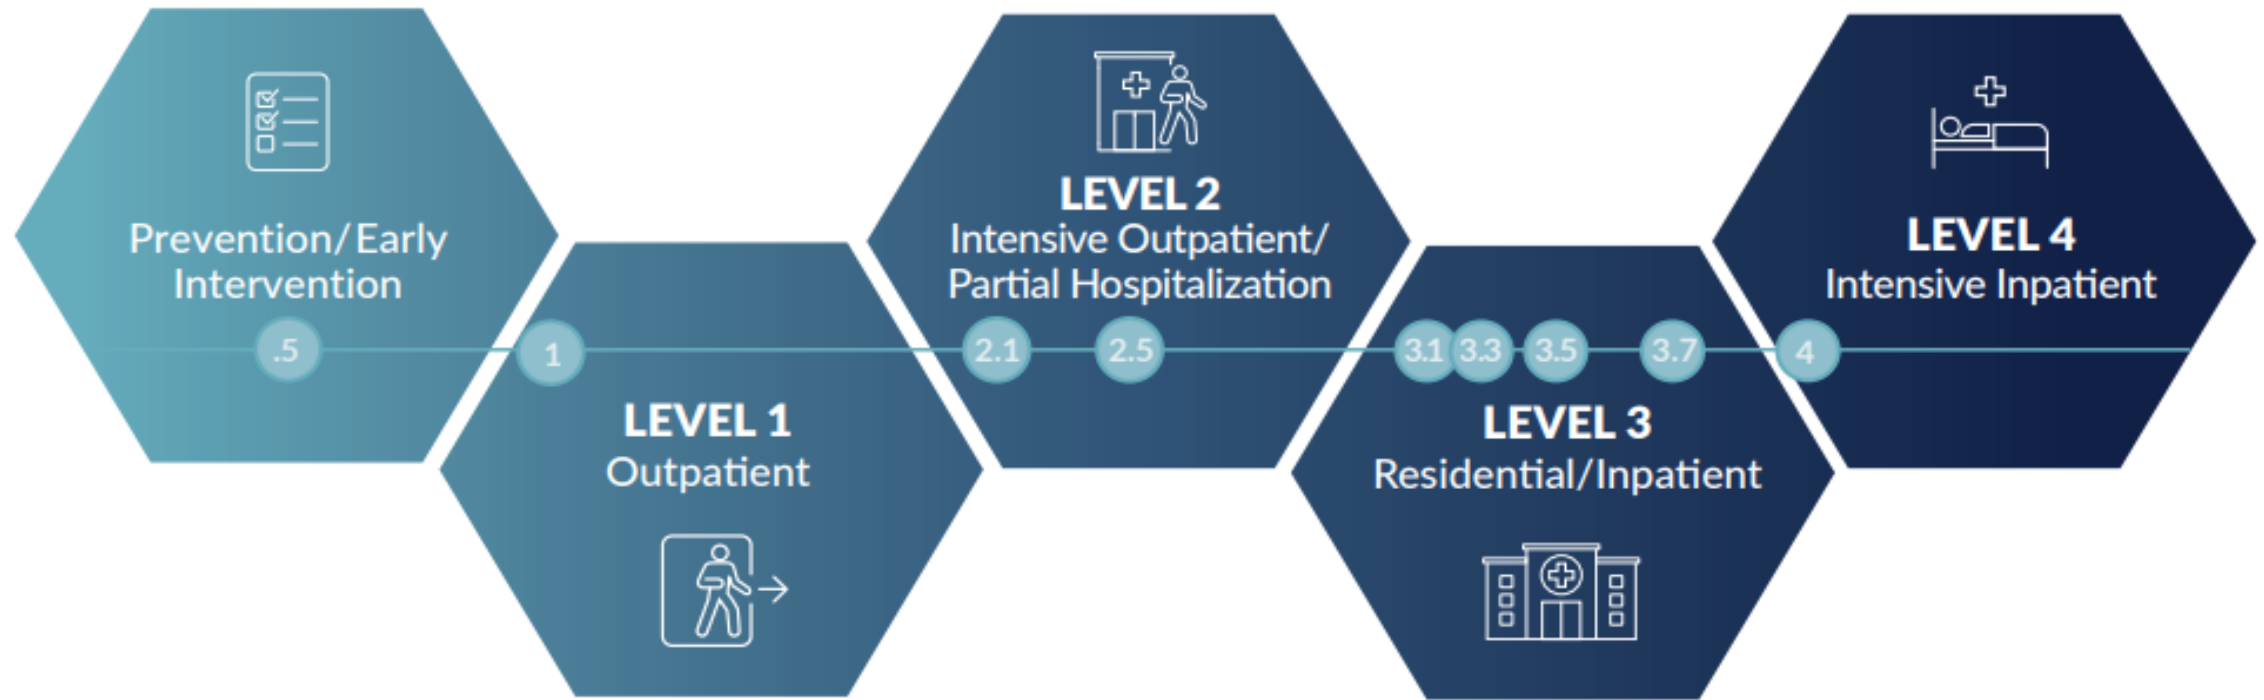 Prevention/Early
Intervention
.5
1
LEVEL 1
Outpatient
LEVEL 2
Intensive Outpatient/
Partial Hospitalization
2.1
2.5
3.1
3.3
3.5
3.7
LEVEL 3
Residential/Inpatient
LEVEL 4
Intensive Inpatient
4